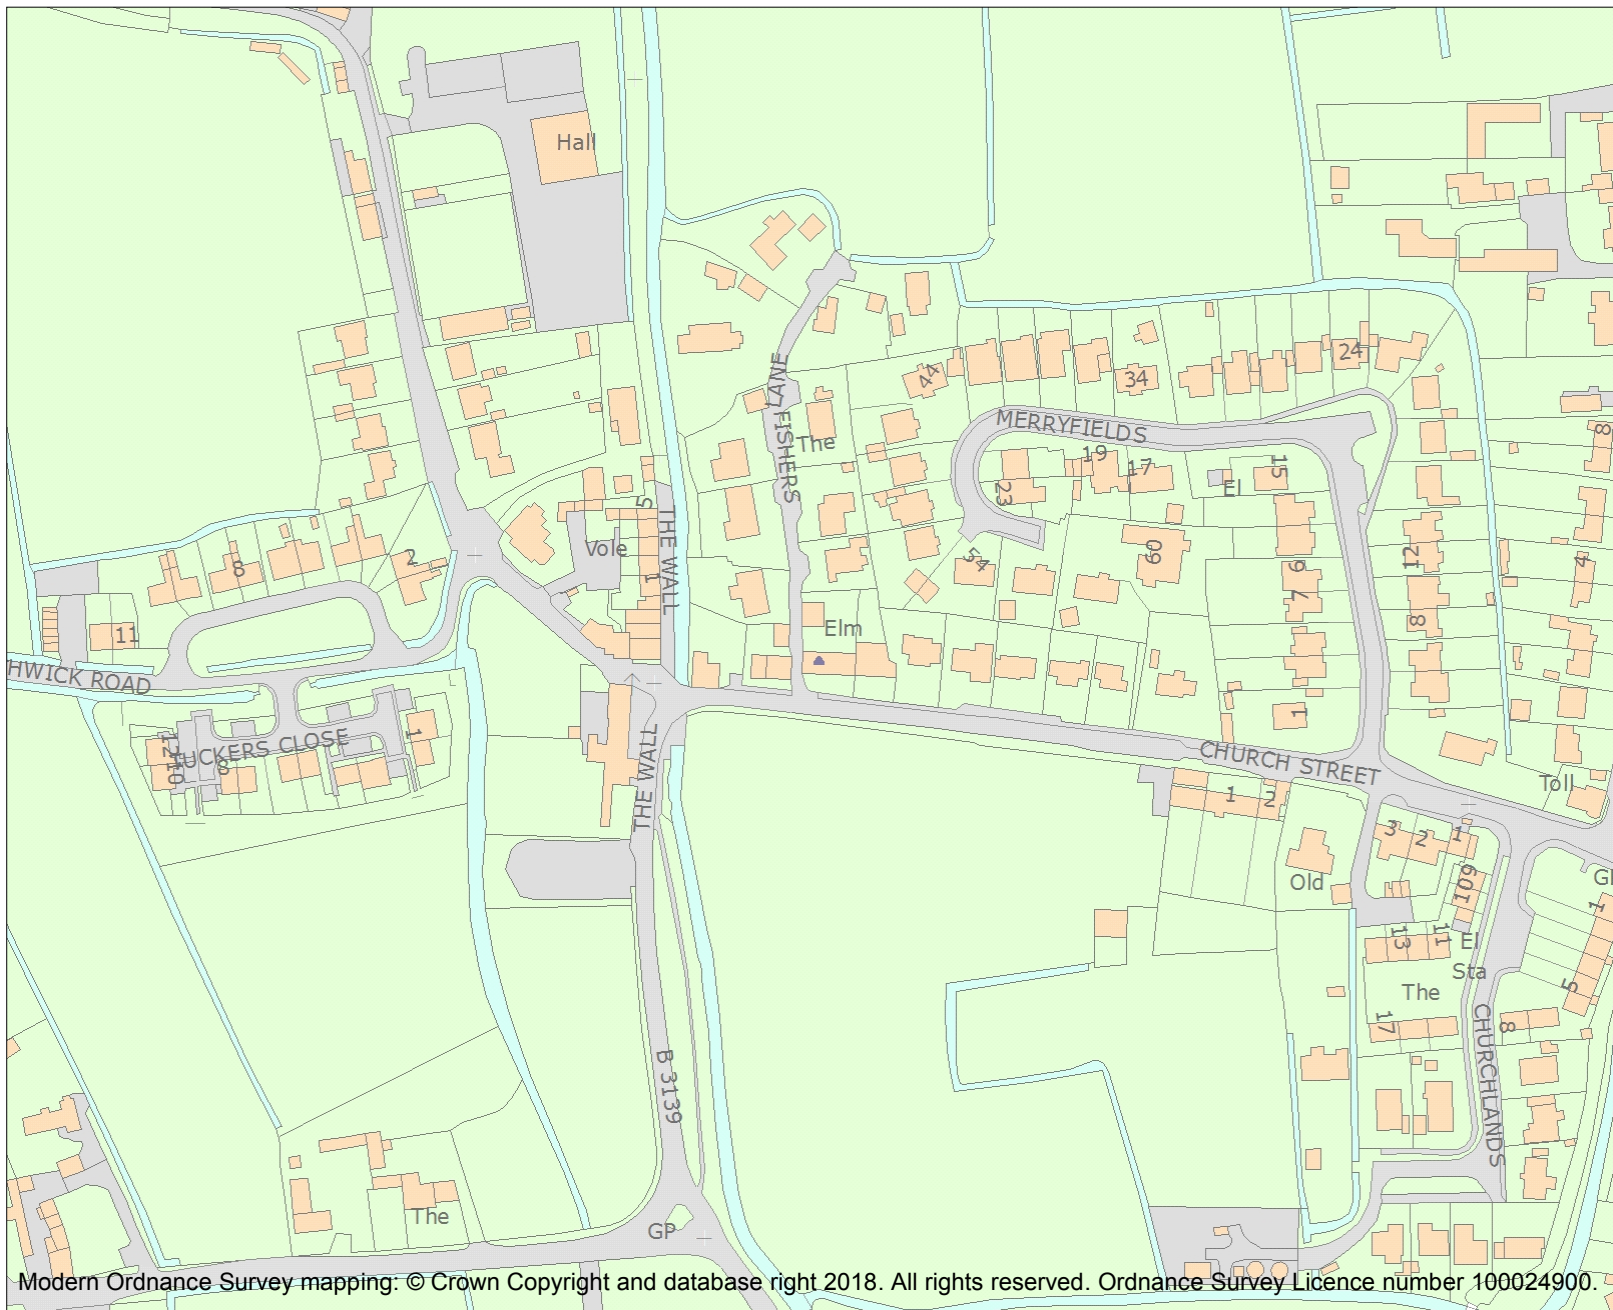 Hall
24
44
34
LANE
MERRYFIELDS
8
The
FISHERS
19
17
15
23
El
5
THE WALL
Vole
1
2
8
54
60
12
4
9
7
8
11
Elm
HWICK ROAD
1
1
THE WALL
TUCKERS CLOSE
12
10
8
CHURCH STREET
Toll
1
2
3
2
1
Old
109
1
13
11
El
Sta
The
5
17
8
CHURCHLANDS
B 3139
The
GP
Modern Ordnance Survey mapping: © Crown Copyright and database right 2018. All rights reserved. Ordnance Survey Licence number 100024900.